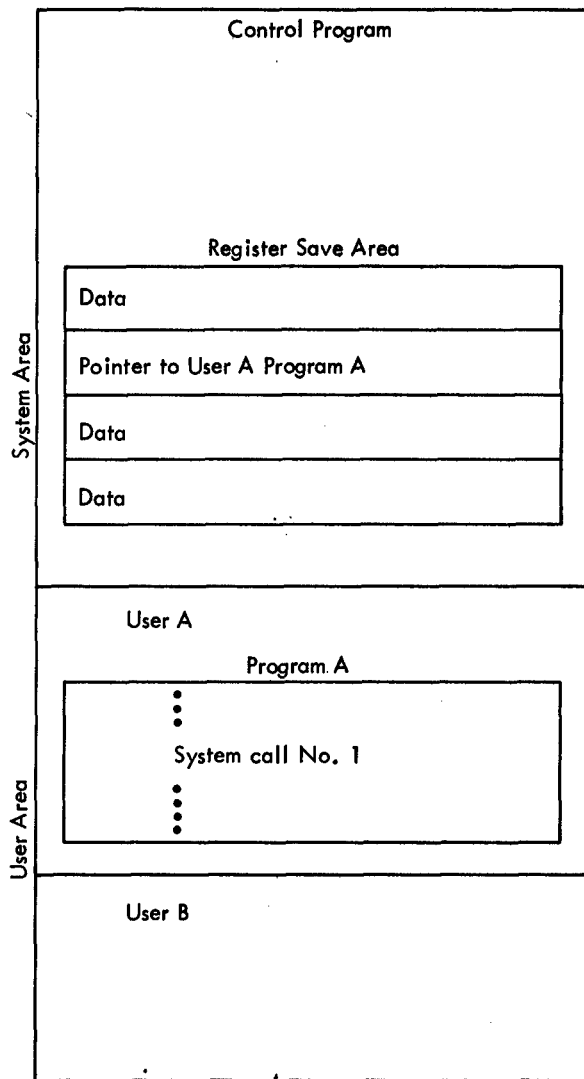 Control Program
Register Save Area
Data
Pointer to User A Program A
Data
Data
System Area
User A
Program A
System call No. 1
User Area
User B